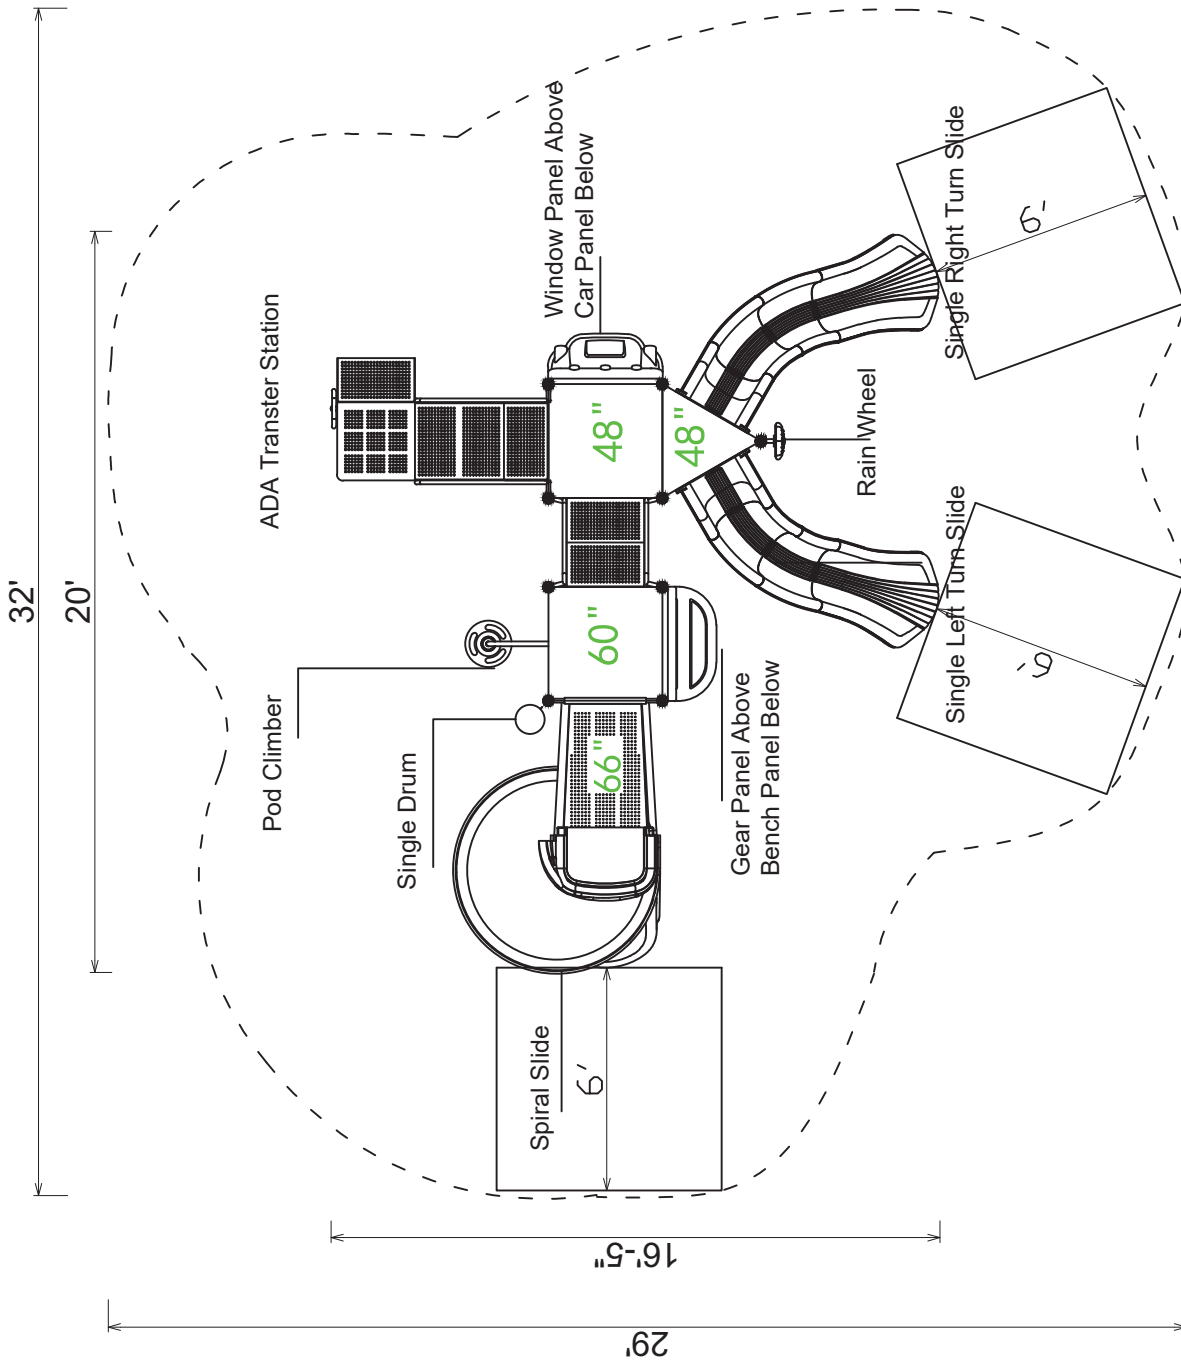 32'
20'
ADA Transter Station
Window Panel Above
Car Panel Below
Pod Climber
Single Drum
48"
48"
60"
66"
Single Right Turn Slide
6'
Rain Wheel
Single Left Turn Slide
6'
Gear Panel Above
Bench Panel Below
Spiral Slide
6'
16'-5"
29'